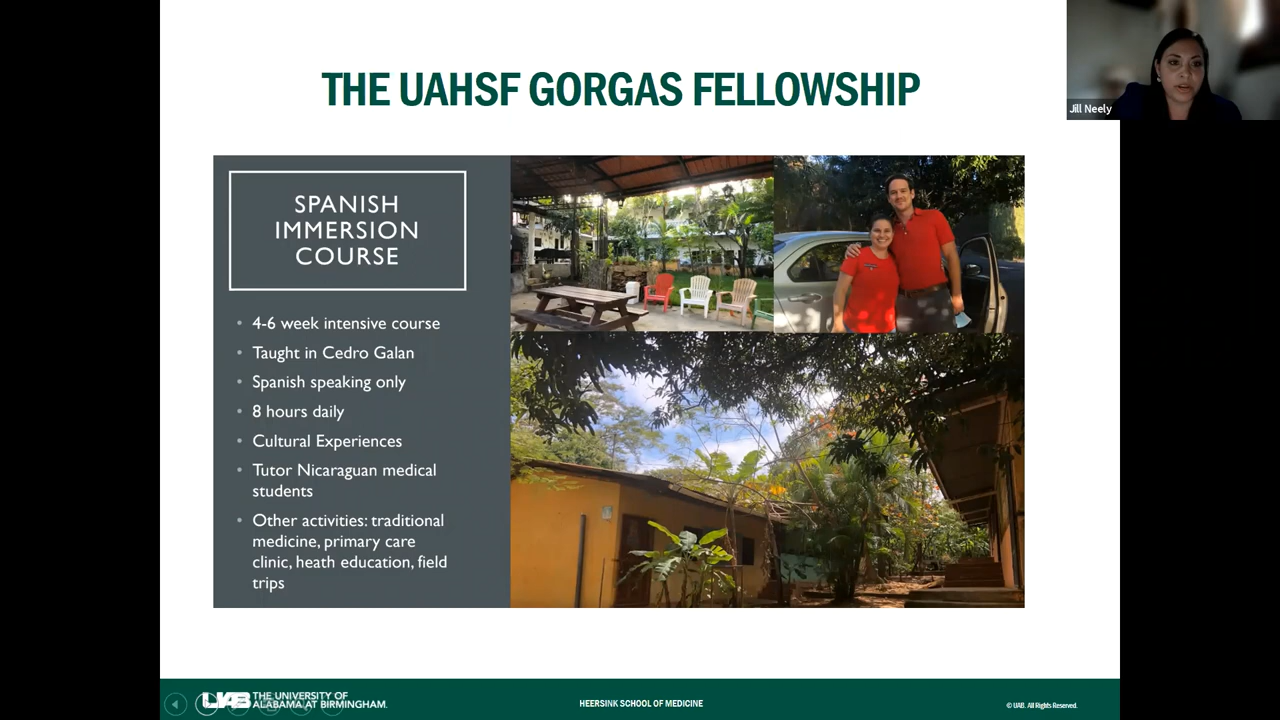 THE UAHSF GORGAS FELLOWSHIP
Jill Neely
SPANISH
IMMERSION
COURSE
• 4-6 week intensive course
• Taught in Cedro Galan
• Spanish speaking only
• 8 hours daily
• Cultural Experiences
• Tutor Nicaraguan medical
students
• Other activities: traditional
medicine, primary care
clinic, heath education, field
trips
UAB THE UNIVERSITY OF
ALABAMA AT BIRMINGHAM.
HEERSINK SCHOOL OF MEDICINE
© UAB. All Rights Reserved.